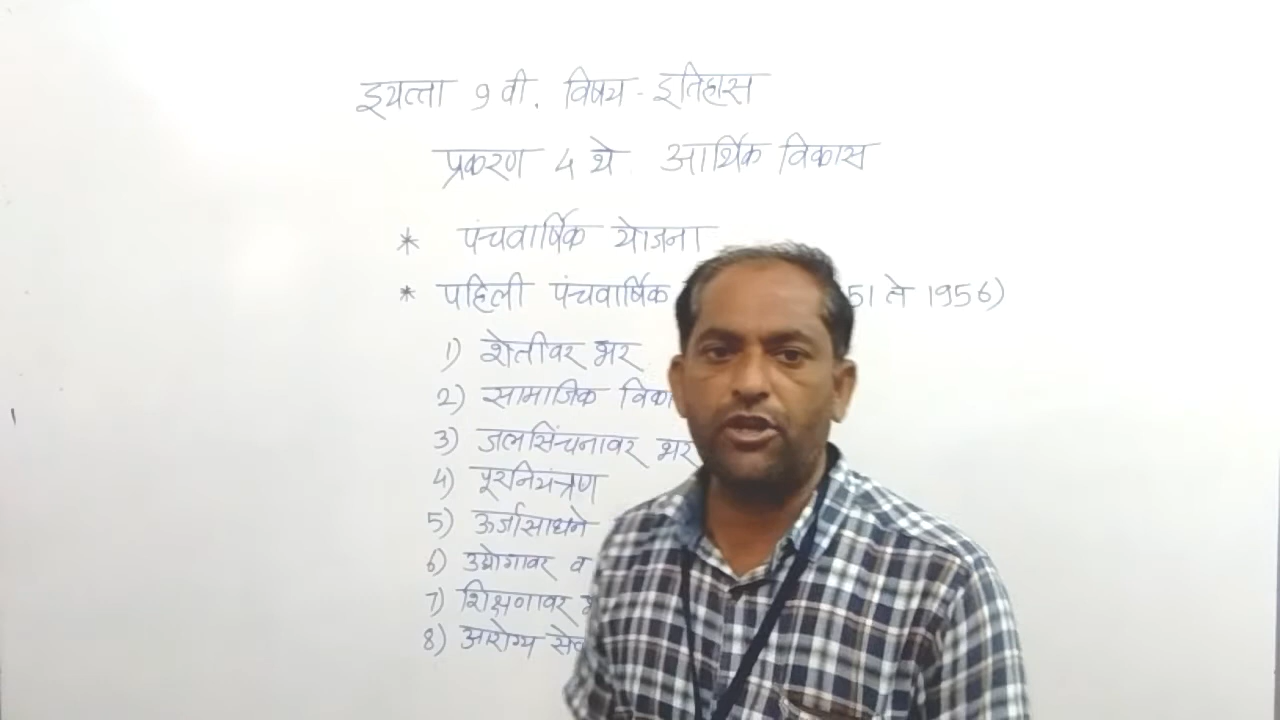 इयत्ता 9 वी. विषय - इतिहास
प्रकरण 4 थे. आर्थिक विकास
* पंचवार्षिक योजना
* पहिली पंचवार्षिक 51 ते 1956)
1) शेतीवर भर
2) सामाजिक
3) जलसिंचनावर भर
4) पूरनियंत्रण
5) ऊर्जासाधने
6) उद्योगावर व
7) शिक्षणावर
8) आरोग्य